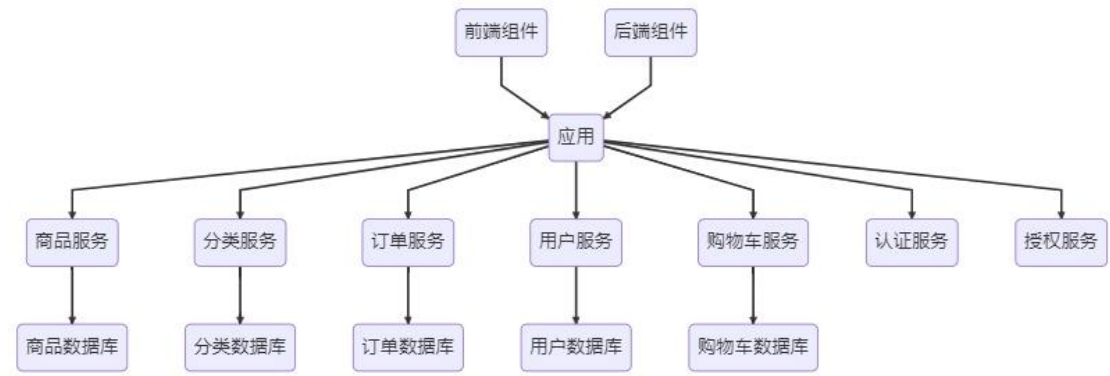 前端组件
后端组件
应用
商品服务
分类服务
订单服务
用户服务
购物车服务
认证服务
授权服务
商品数据库
分类数据库
订单数据库
用户数据库
购物车数据库